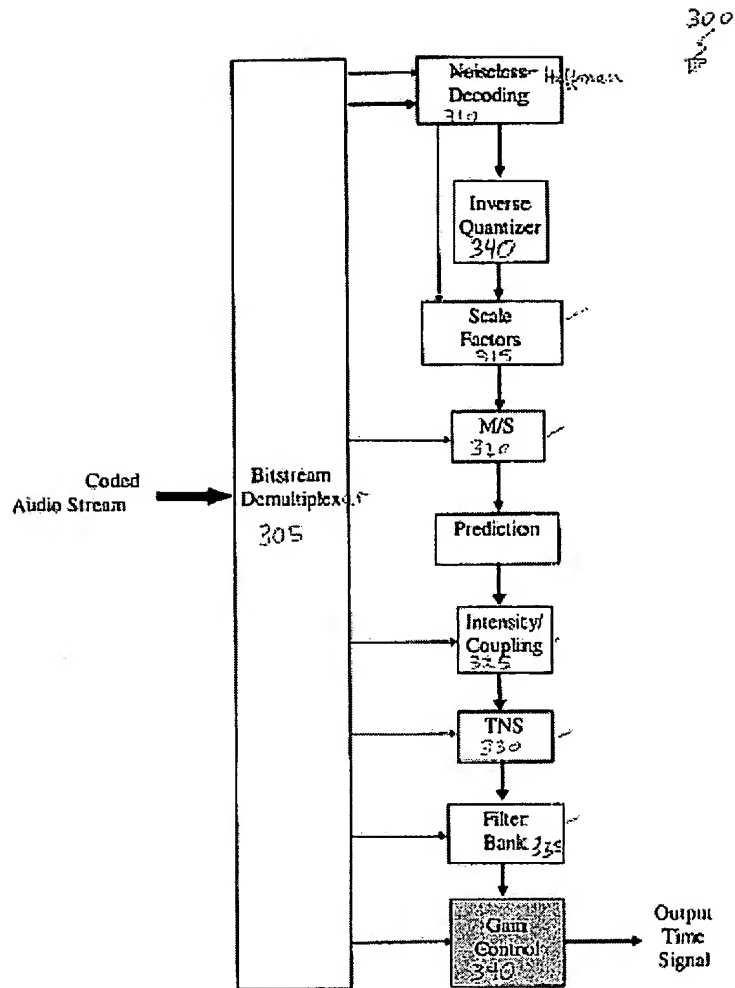 300
Noiseless Huffman
Decoding
310
Inverse
Quantizer
340
Scale
Factors
315
M/S
320
Prediction
Coded
Audio Stream
Bitstream
Demultiplexer
305
Intensity/
Coupling
325
TNS
330
Filter
Bank 335
Gain
Control
340
Output
Time
Signal